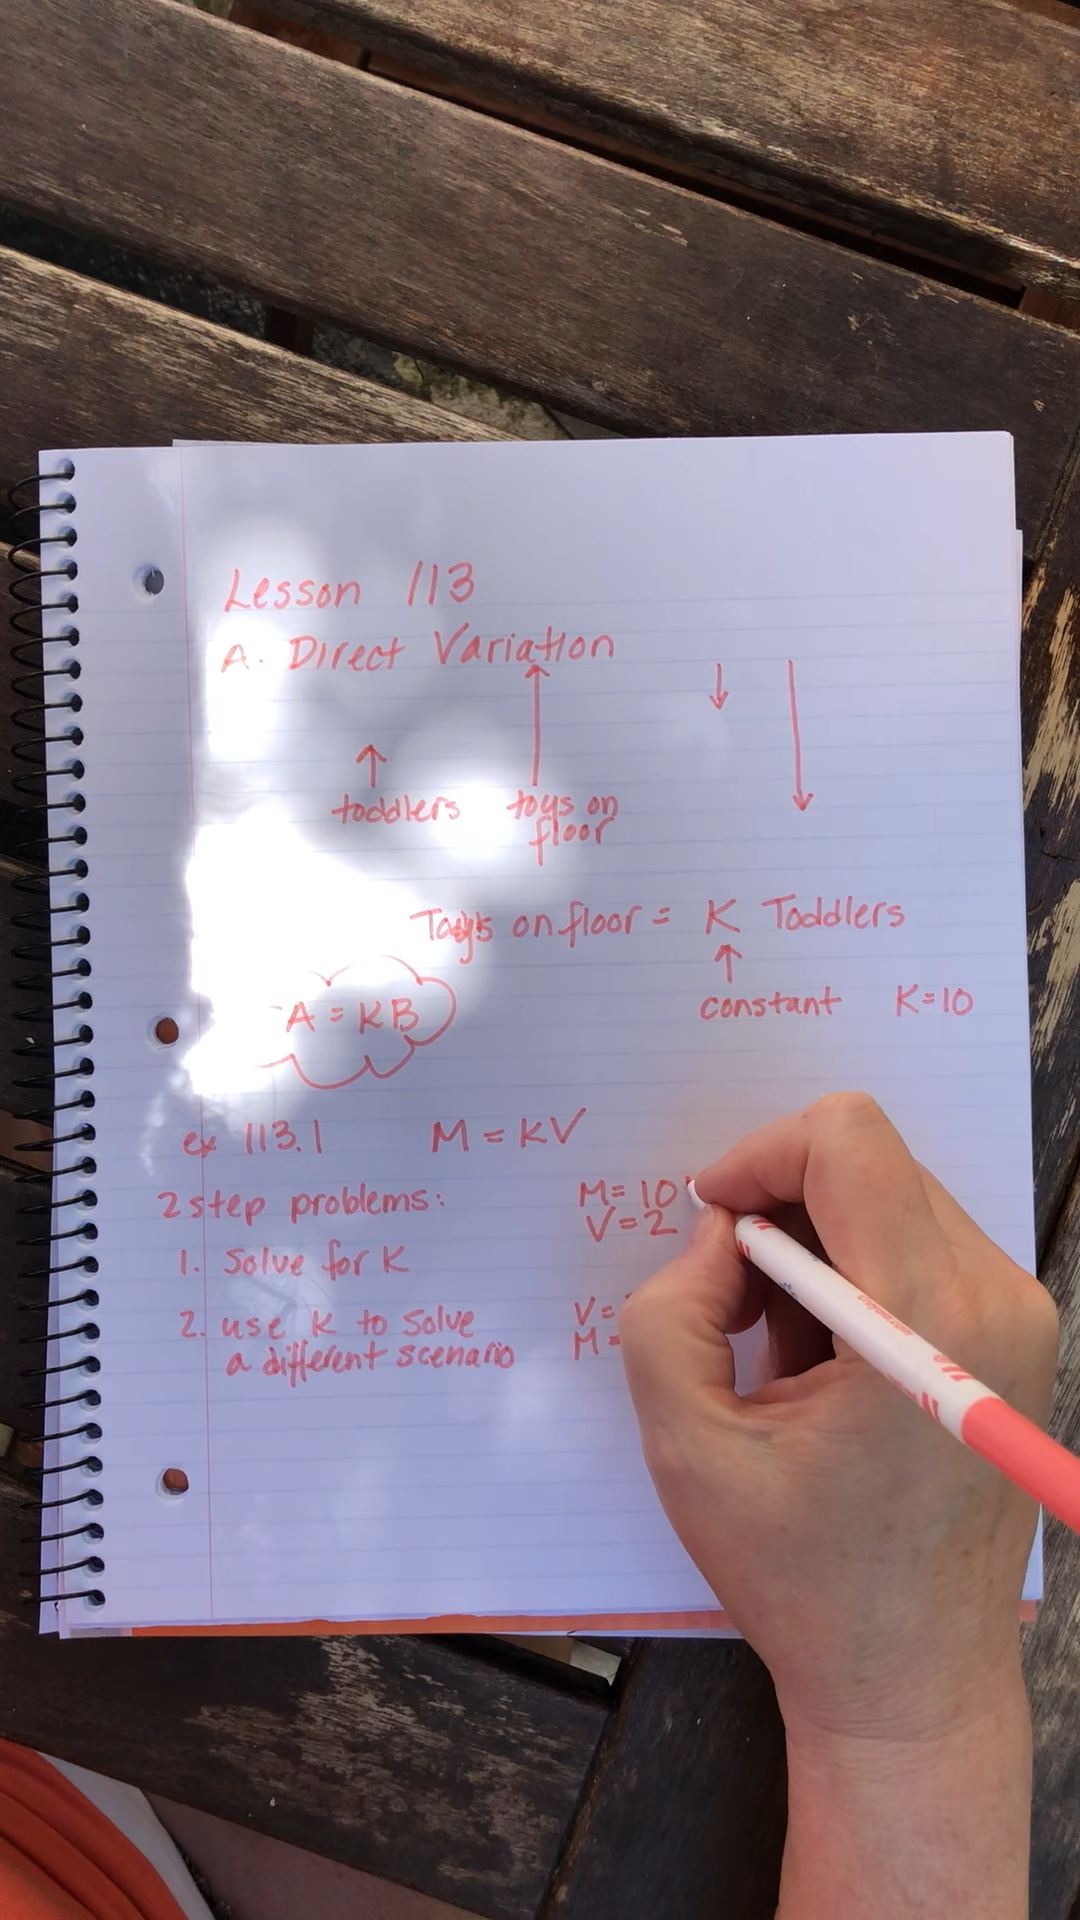 Lesson 113
A. Direct Variation
toddlers toys on
floor
Toys on floor = K Toddlers
A = KB
constant K=10
ex 113.1 M = KV
2 step problems:
M= 10
V=2
1. Solve for K
2. use K to solve
a different scenario
V=
M=